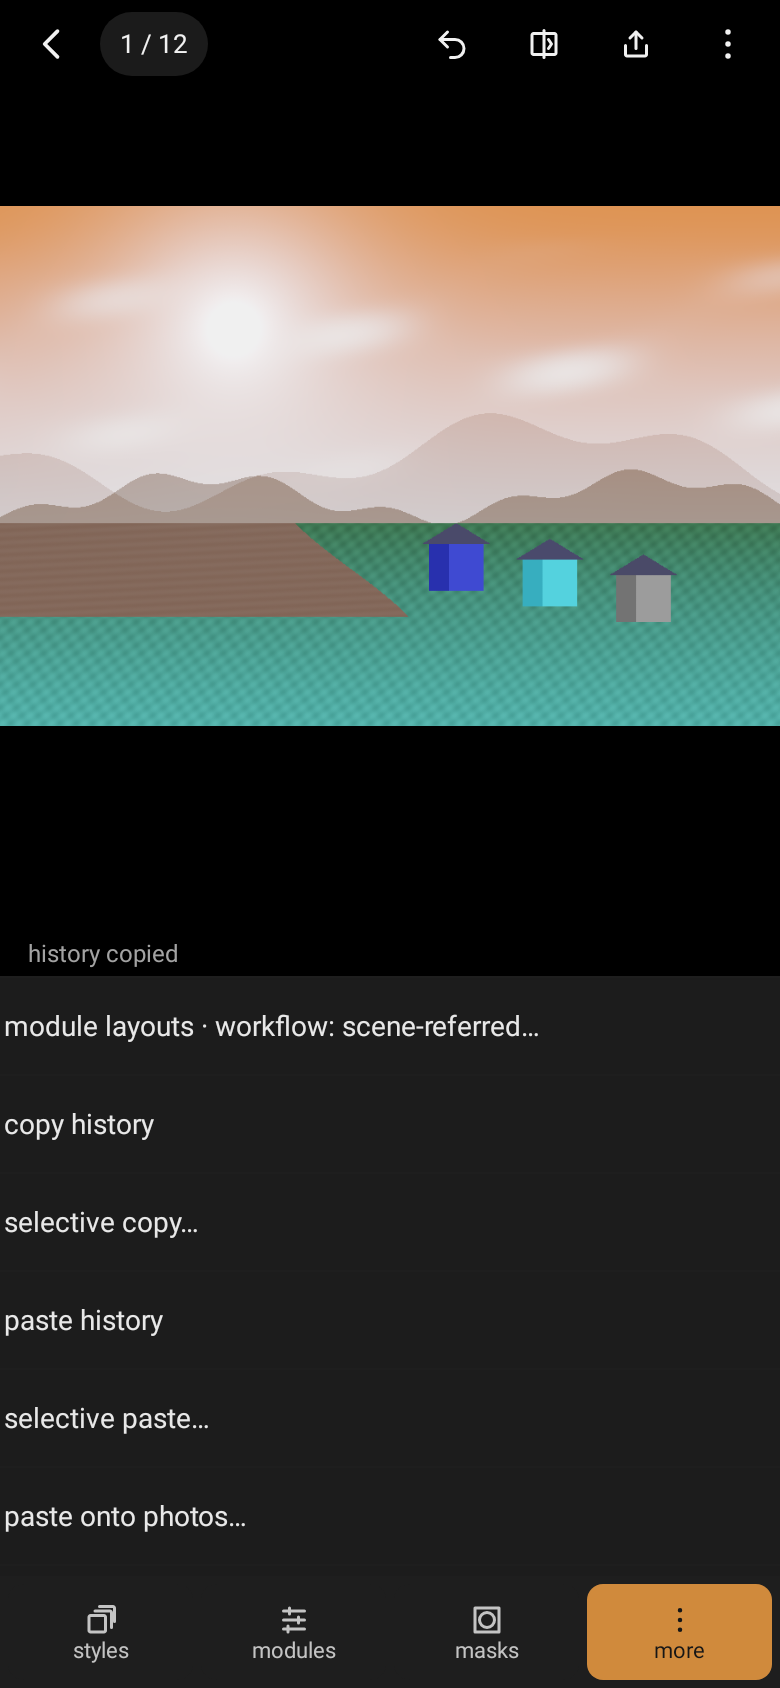 1 / 12
history copied
module layouts · workflow: scene-referred...
copy history
selective copy...
paste history
selective paste...
paste onto photos...
styles
modules
masks
more